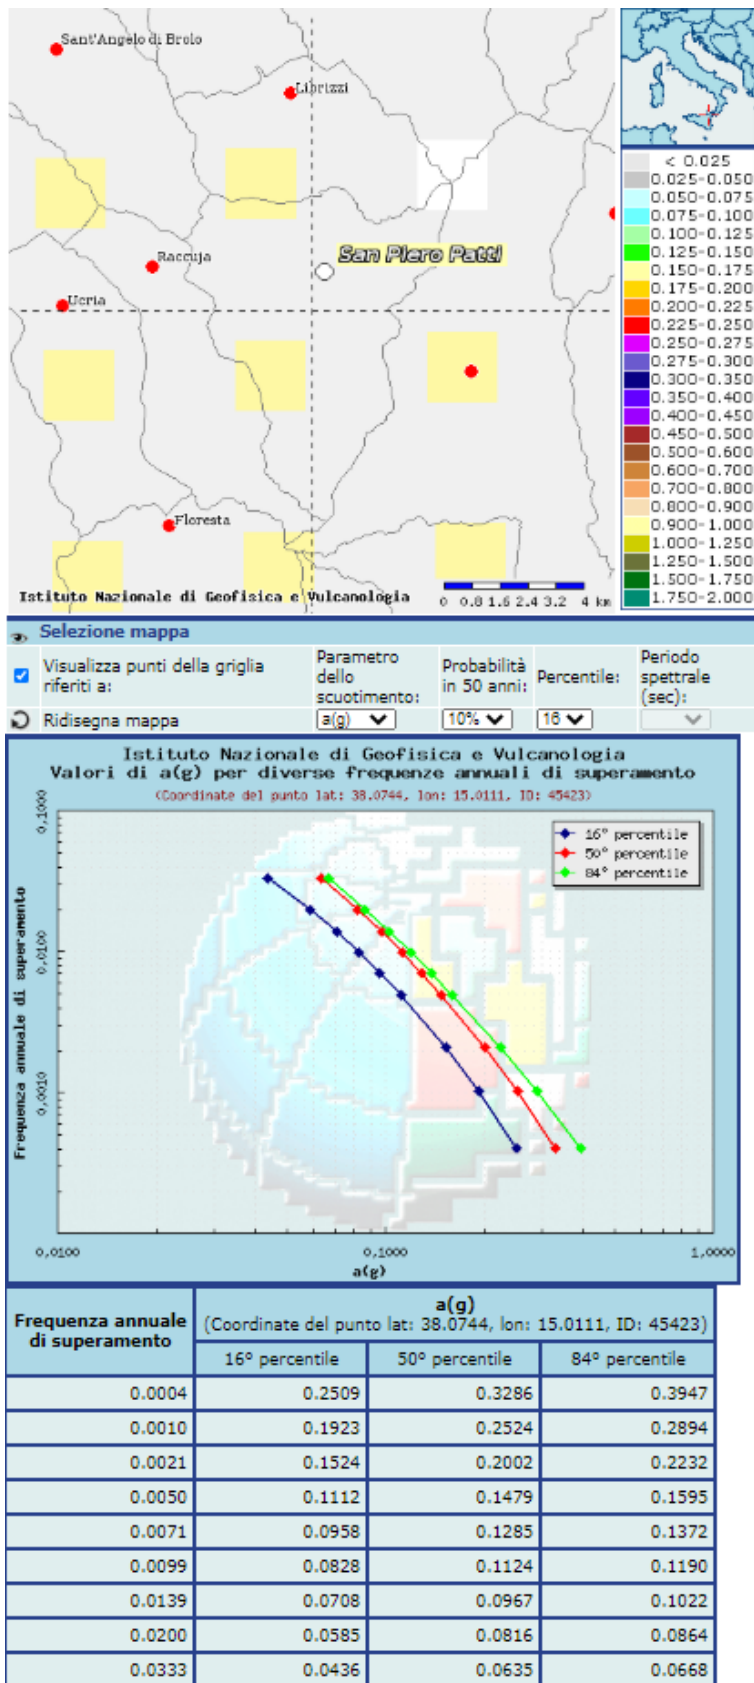 Sant'Angelo di Brolo
Librizzi
San Piero Patti
Raccuja
Ucria
Floresta
Istituto Nazionale di Geofisica e Vulcanologia
0 0.8 1.6 2.4 3.2 4 km
< 0.025
0.025-0.050
0.050-0.075
0.075-0.100
0.100-0.125
0.125-0.150
0.150-0.175
0.175-0.200
0.200-0.225
0.225-0.250
0.250-0.275
0.275-0.300
0.300-0.350
0.350-0.400
0.400-0.450
0.450-0.500
0.500-0.600
0.600-0.700
0.700-0.800
0.800-0.900
0.900-1.000
1.000-1.250
1.250-1.500
1.500-1.750
1.750-2.000
Selezione mappa
Visualizza punti della griglia
riferiti a:
Parametro
dello
scuotimento:
Probabilità
in 50 anni:
Percentile:
Periodo
spettrale
(sec):
Ridisegna mappa
a(g)
10%
16
Istituto Nazionale di Geofisica e Vulcanologia
Valori di a(g) per diverse frequenze annuali di superamento
(Coordinate del punto lat: 38.0744, lon: 15.0111, ID: 45423)
16° percentile
50° percentile
84° percentile
Frequenza annuale di superamento
0,1000
0,0100
0,0010
0,0100
0,1000
1,0000
a(g)
Frequenza annuale
di superamento
a(g)
(Coordinate del punto lat: 38.0744, lon: 15.0111, ID: 45423)
16° percentile 50° percentile 84° percentile
0.0004 0.2509 0.3286 0.3947
0.0010 0.1923 0.2524 0.2894
0.0021 0.1524 0.2002 0.2232
0.0050 0.1112 0.1479 0.1595
0.0071 0.0958 0.1285 0.1372
0.0099 0.0828 0.1124 0.1190
0.0139 0.0708 0.0967 0.1022
0.0200 0.0585 0.0816 0.0864
0.0333 0.0436 0.0635 0.0668